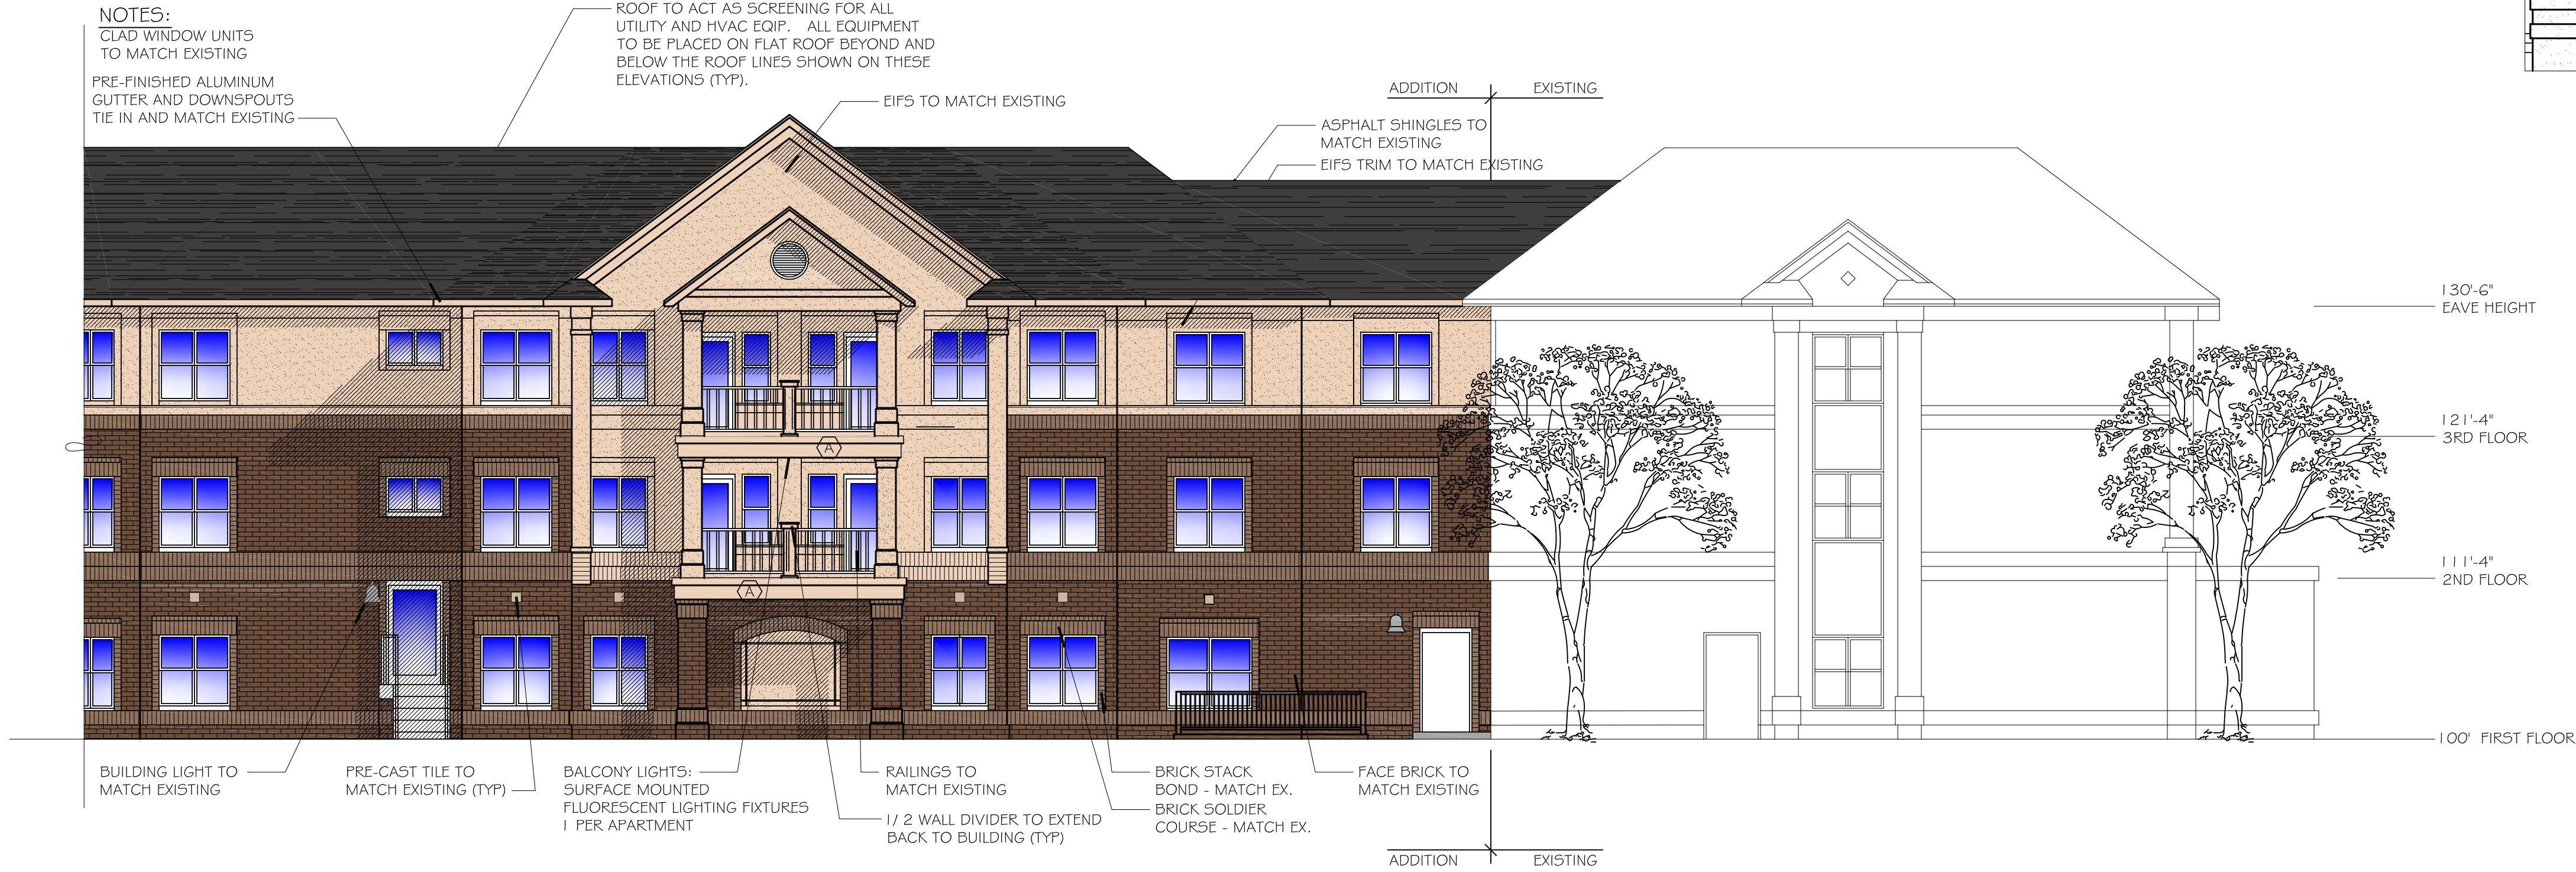 NOTES:
CLAD WINDOW UNITS
TO MATCH EXISTING
PRE-FINISHED ALUMINUM
GUTTER AND DOWNSPOUTS
TIE IN AND MATCH EXISTING
ROOF TO ACT AS SCREENING FOR ALL
UTILITY AND HVAC EQIP. ALL EQUIPMENT
TO BE PLACED ON FLAT ROOF BEYOND AND
BELOW THE ROOF LINES SHOWN ON THESE
ELEVATIONS (TYP).
EIFS TO MATCH EXISTING
ADDITION EXISTING
ASPHALT SHINGLES TO
MATCH EXISTING
EIFS TRIM TO MATCH EXISTING
130'-6"
EAVE HEIGHT
121'-4"
3RD FLOOR
A
111'-4"
2ND FLOOR
A
100' FIRST FLOOR
BUILDING LIGHT TO
MATCH EXISTING
PRE-CAST TILE TO
MATCH EXISTING (TYP)
BALCONY LIGHTS:
SURFACE MOUNTED
FLUORESCENT LIGHTING FIXTURES
1 PER APARTMENT
RAILINGS TO
MATCH EXISTING
1/2 WALL DIVIDER TO EXTEND
BACK TO BUILDING (TYP)
BRICK STACK
BOND - MATCH EX.
BRICK SOLDIER
COURSE - MATCH EX.
FACE BRICK TO
MATCH EXISTING
ADDITION EXISTING